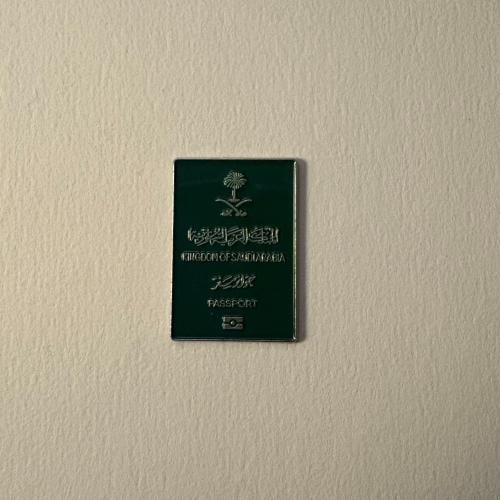 المملكة العربية السعودية
KINGDOM OF SAUDI ARABIA
جواز سفر
PASSPORT